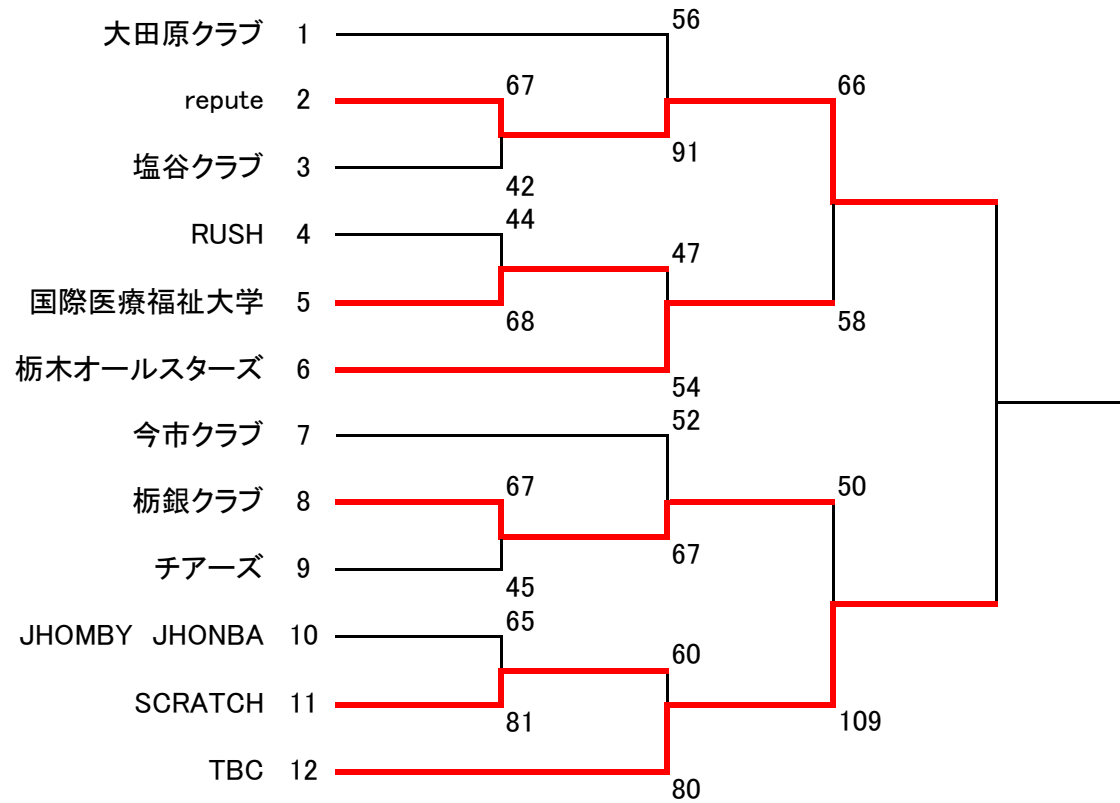 大田原クラブ 1 56
repute 2 67 66
91
塩谷クラブ 3 42
RUSH 4 44 47
国際医療福祉大学 5 68 58
栃木オールスターズ 6 54
今市クラブ 7 52
栃銀クラブ 8 67 50
67
チアーズ 9 45
JHOMBY JHONBA 10 65 60
SCRATCH 11 81 109
TBC 12 80